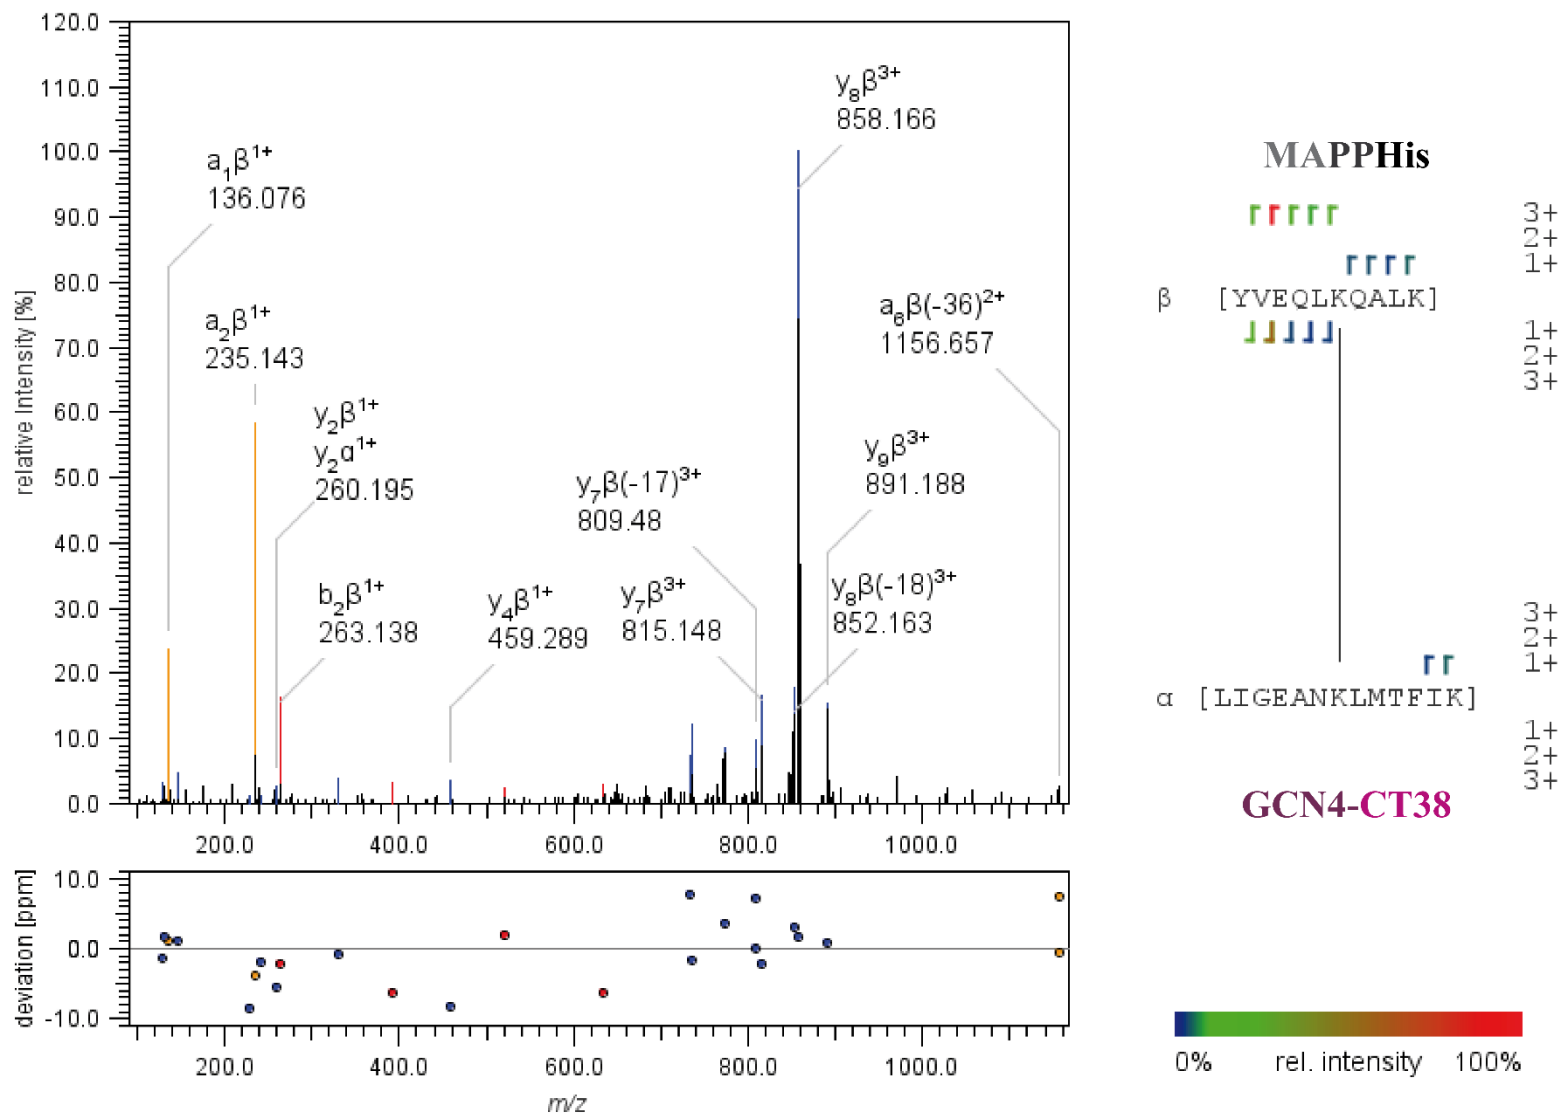 120.0
110.0
100.0
90.0
80.0
70.0
60.0
50.0
40.0
30.0
20.0
10.0
0.0
relative Intensity [%]
a₁β¹⁺
136.076
a₂β¹⁺
235.143
y₂β¹⁺
y₂α¹⁺
260.195
b₂β¹⁺
263.138
y₄β¹⁺
459.289
y₇β(-17)³⁺
809.48
y₇β³⁺
815.148
y₈β³⁺
858.166
a₆β(-36)²⁺
1156.657
y₉β³⁺
891.188
y₈β(-18)³⁺
852.163
200.0 400.0 600.0 800.0 1000.0
deviation [ppm]
10.0
0.0
-10.0
200.0 400.0 600.0 800.0 1000.0
m/z
MAPPHis
3+
2+
1+
β [YVEQLKQALK]
1+
2+
3+
3+
2+
1+
α [LIGEANKLMTFIK]
1+
2+
3+
GCN4-CT38
0% rel. intensity 100%